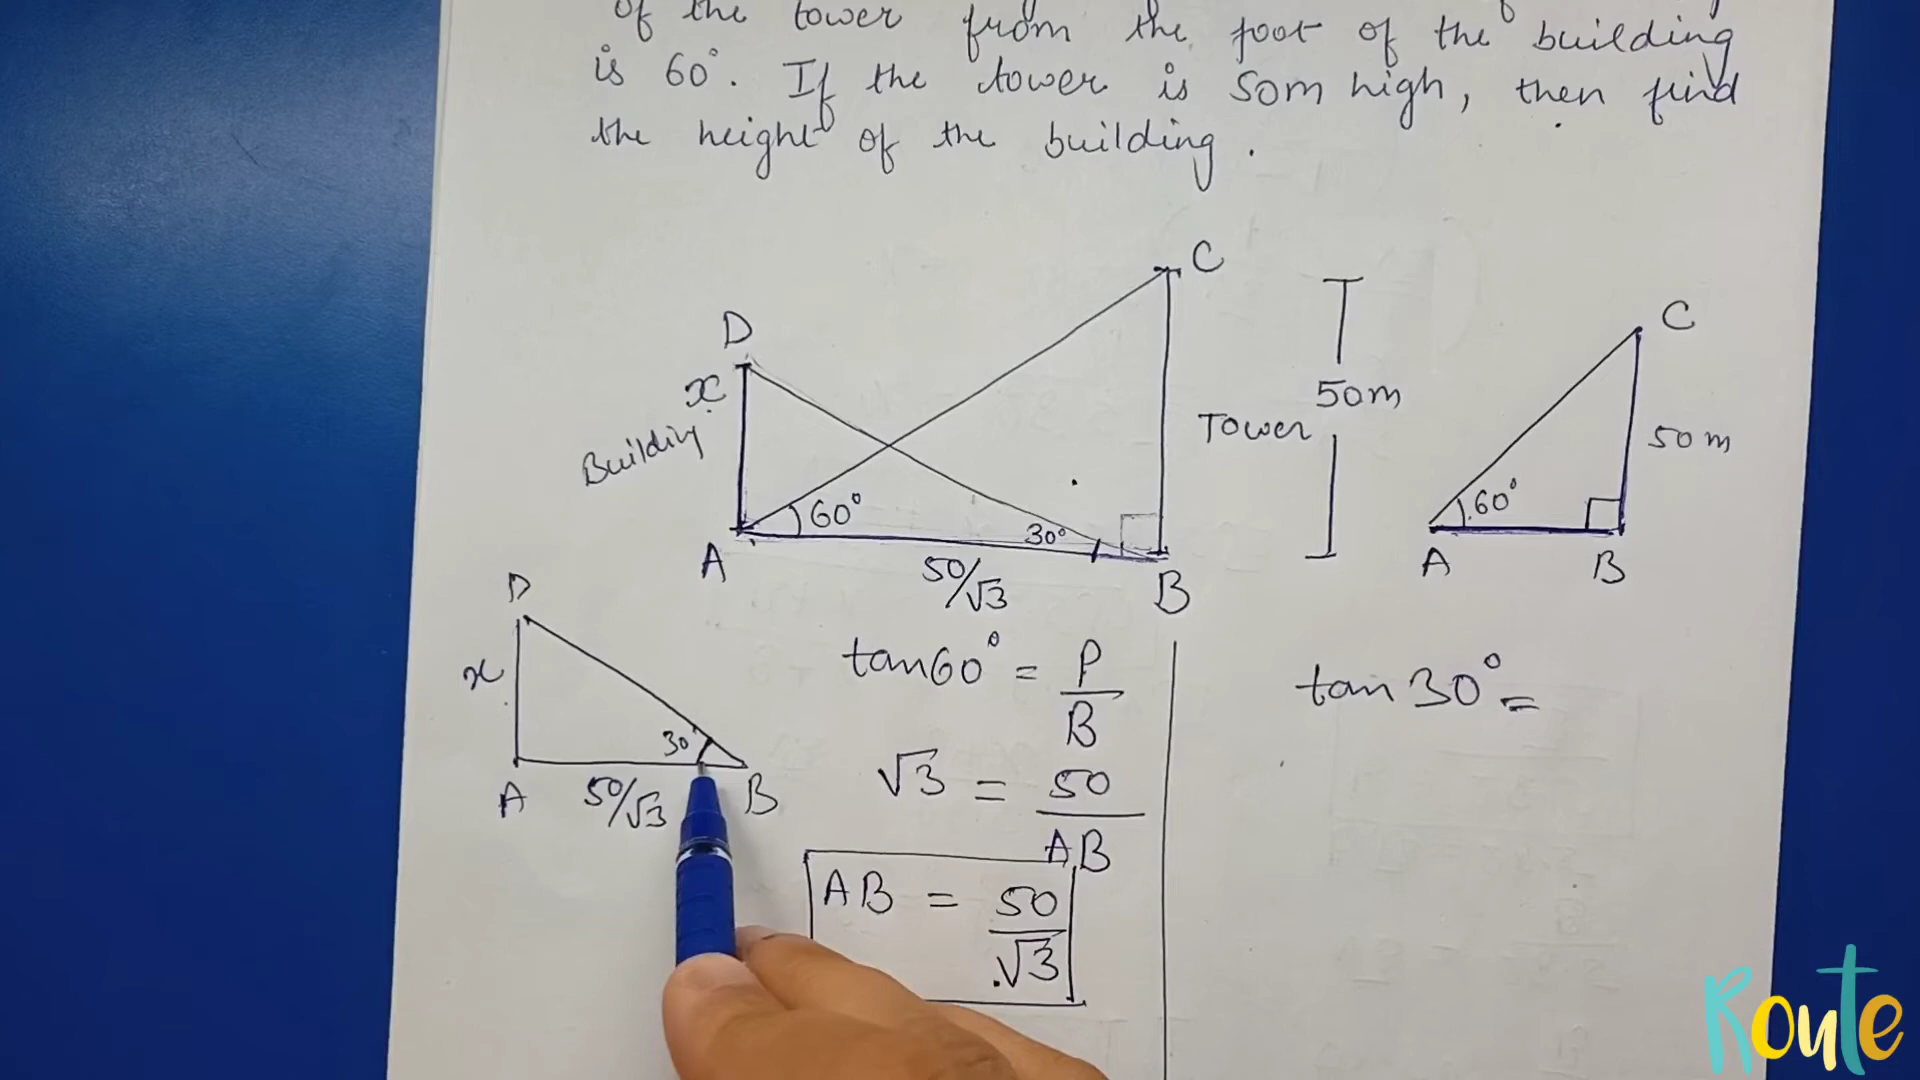 of the tower from the foot of the building
is 60°. If the tower is 50m high, then find
the height of the building.
C
D
x
Building
60°
30°
A
50/√3
B
Tower
50m
C
50m
60°
A
B
D
x
30
A
50/√3
B
tan60° = P/B
√3 = 50/AB
AB = 50/√3
tan 30° =
Route